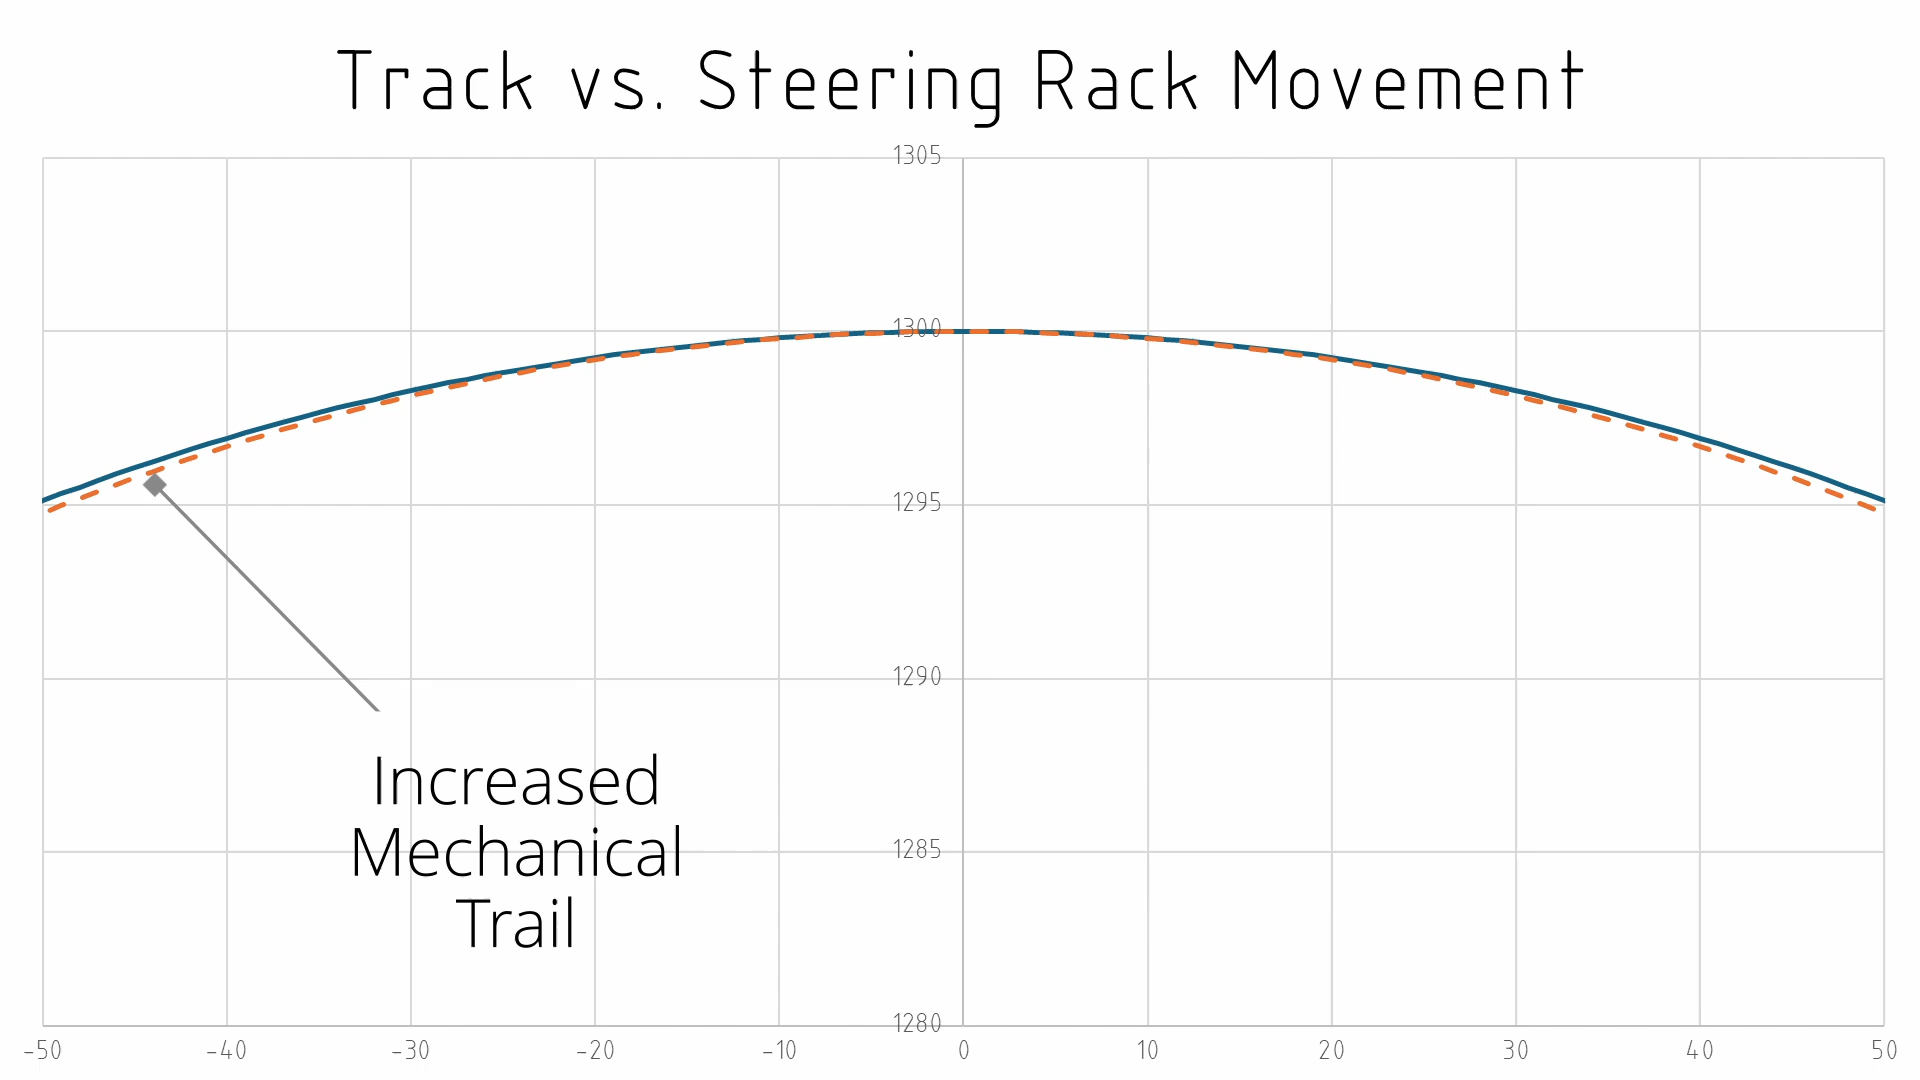 Track vs. Steering Rack Movement
1305
1300
1295
1290
Increased
Mechanical
Trail
1285
1280
-50 -40 -30 -20 -10 0 10 20 30 40 50